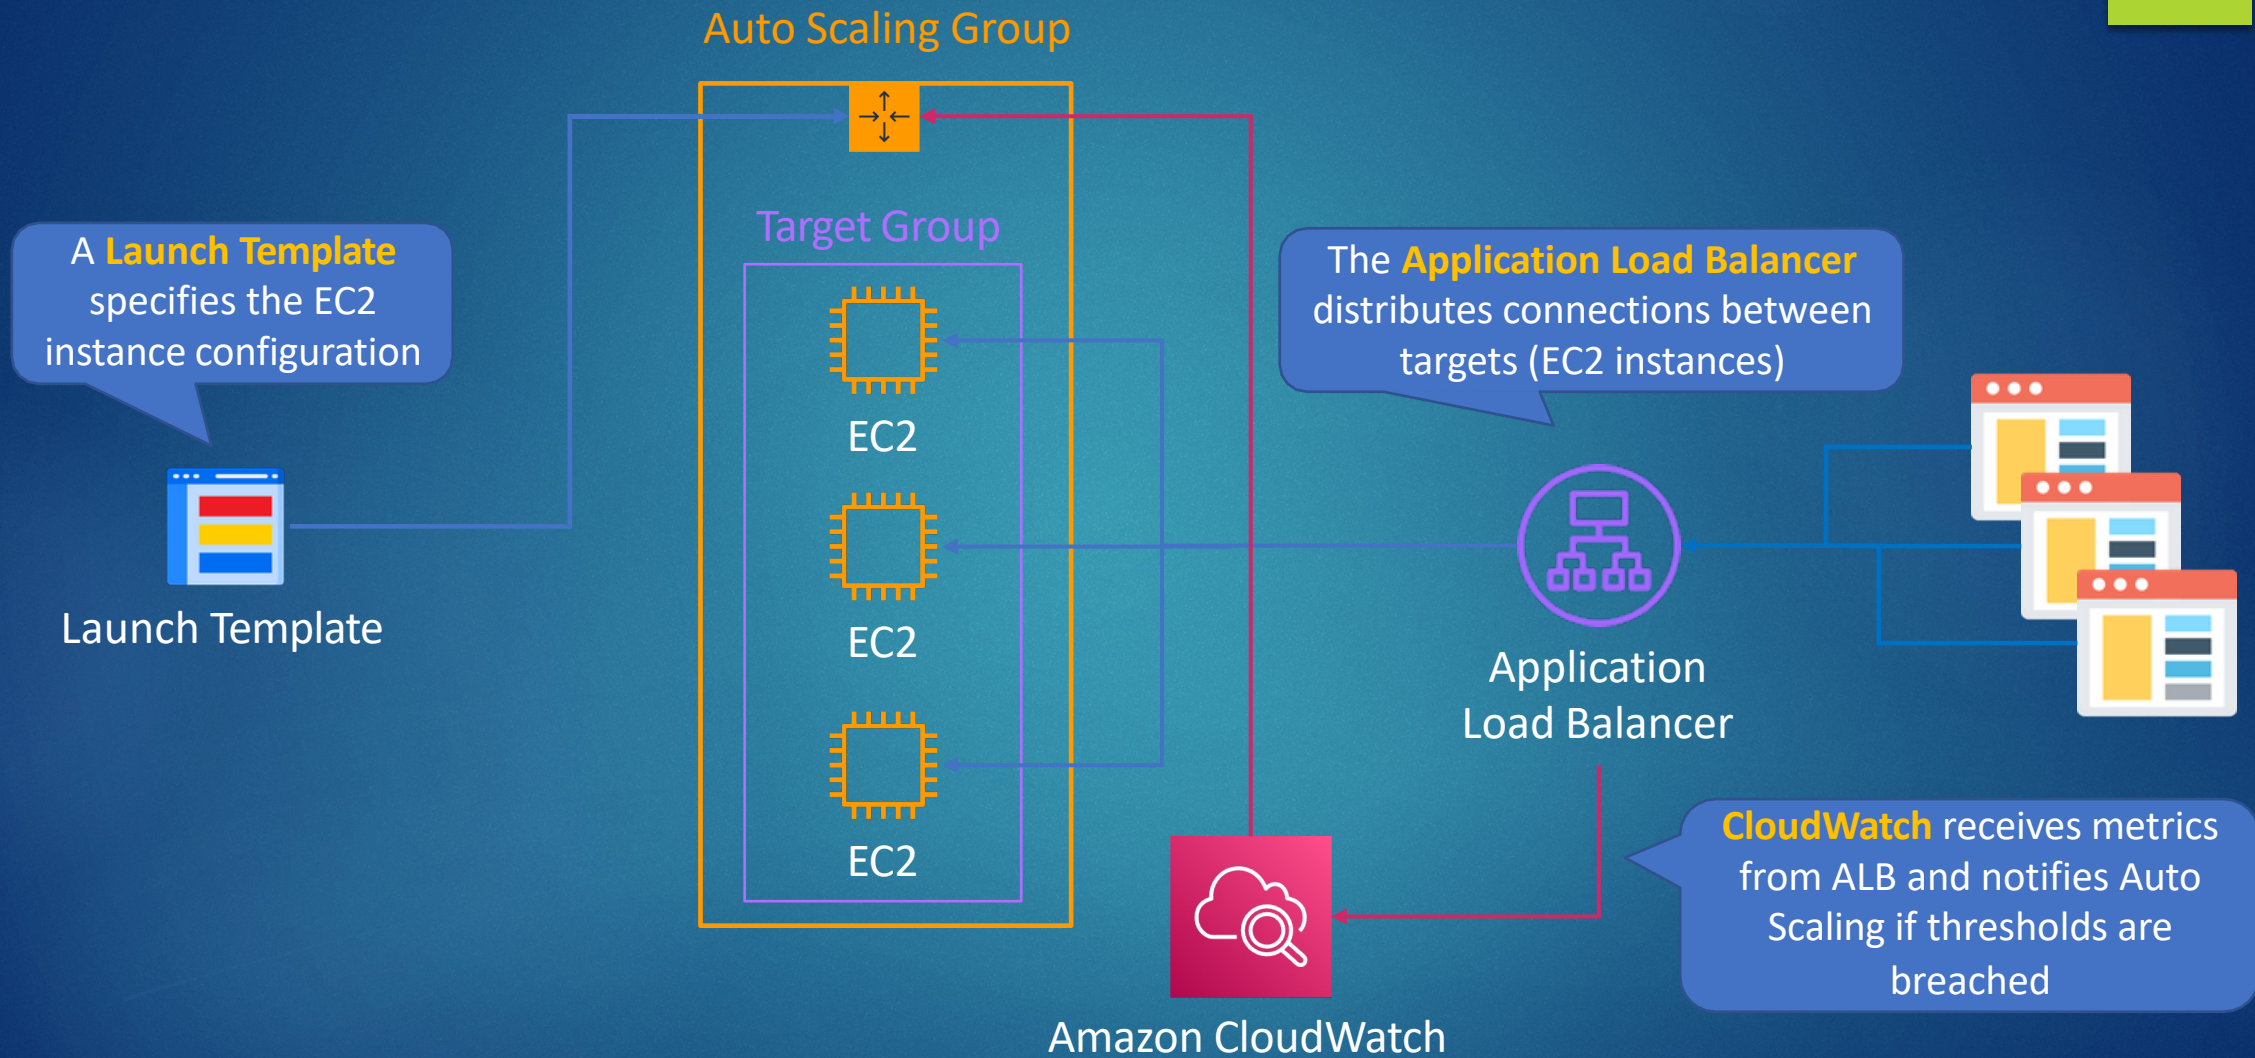 Auto Scaling Group
Target Group
A Launch Template
specifies the EC2
instance configuration
The Application Load Balancer
distributes connections between
targets (EC2 instances)
EC2
Launch Template
EC2
Application
Load Balancer
EC2
CloudWatch receives metrics
from ALB and notifies Auto
Scaling if thresholds are
breached
Amazon CloudWatch